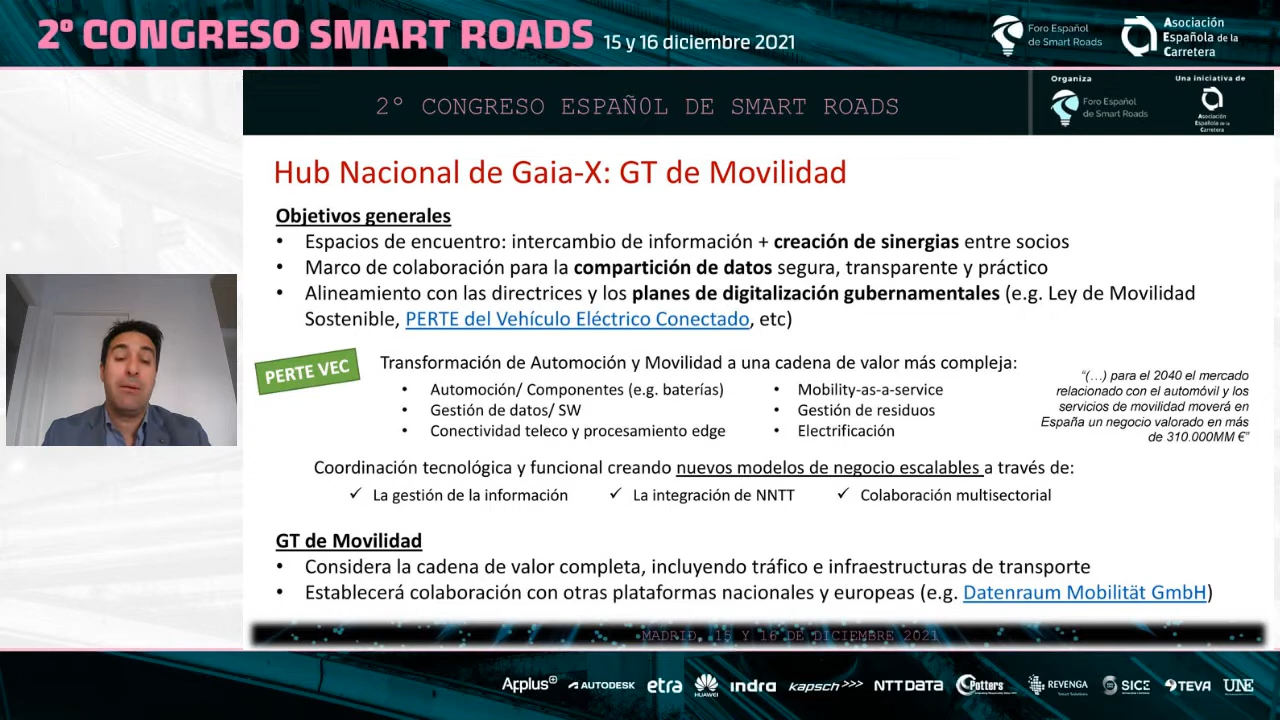 2º CONGRESO SMART ROADS 15 y 16 diciembre 2021
Foro Español
de Smart Roads
Asociación
Española de la
Carretera
2º CONGRESO ESPAÑOL DE SMART ROADS
Organiza
Foro Español
de Smart Roads
Una iniciativa de
Asociación
Española de la
Carretera
Hub Nacional de Gaia-X: GT de Movilidad
Objetivos generales
• Espacios de encuentro: intercambio de información + creación de sinergias entre socios
• Marco de colaboración para la compartición de datos segura, transparente y práctico
• Alineamiento con las directrices y los planes de digitalización gubernamentales (e.g. Ley de Movilidad
Sostenible, PERTE del Vehículo Eléctrico Conectado, etc)
PERTE VEC
Transformación de Automoción y Movilidad a una cadena de valor más compleja:
• Automoción/ Componentes (e.g. baterías)
• Gestión de datos/ SW
• Conectividad teleco y procesamiento edge
• Mobility-as-a-service
• Gestión de residuos
• Electrificación
“(…) para el 2040 el mercado
relacionado con el automóvil y los
servicios de movilidad moverá en
España un negocio valorado en más
de 310.000MM €”
Coordinación tecnológica y funcional creando nuevos modelos de negocio escalables a través de:
✓ La gestión de la información ✓ La integración de NNTT ✓ Colaboración multisectorial
GT de Movilidad
• Considera la cadena de valor completa, incluyendo tráfico e infraestructuras de transporte
• Establecerá colaboración con otras plataformas nacionales y europeas (e.g. Datenraum Mobilität GmbH)
MADRID, 15 Y 16 DE DICIEMBRE 2021
Applus+ AUTODESK etra HUAWEI indra kapsch>>> NTT DATA Potters REVENGA SICE TEVA UNE